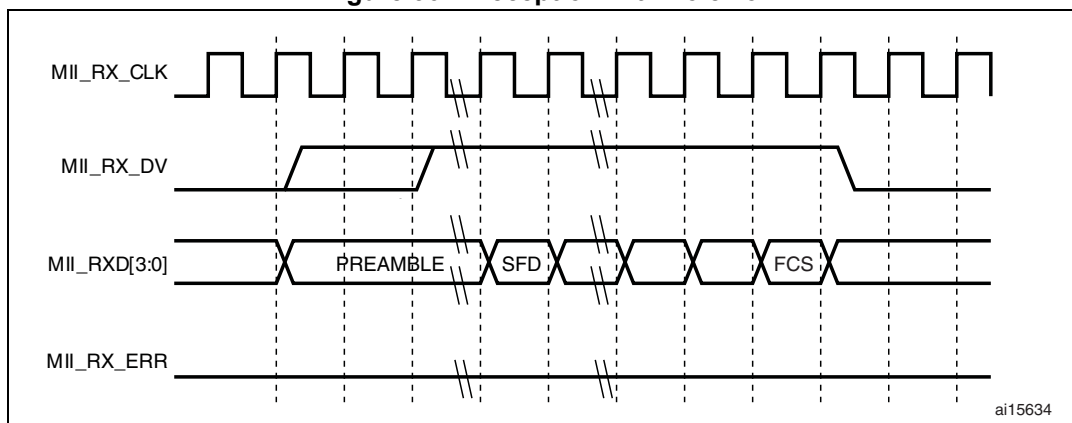 MII_RX_CLK
MII_RX_DV
MII_RXD[3:0]
PREAMBLE
SFD
FCS
MII_RX_ERR
ai15634